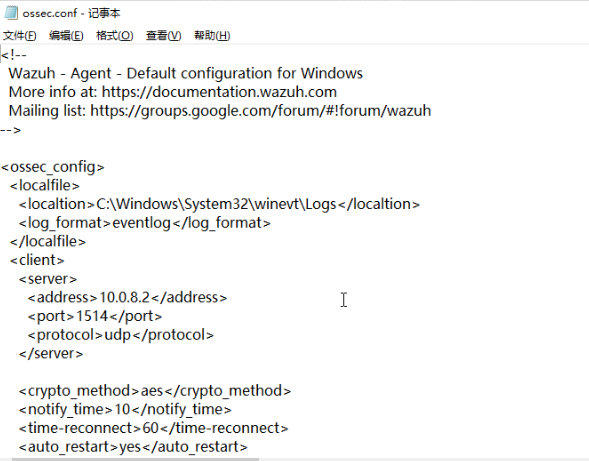 ossec.conf - 记事本
文件(F) 编辑(E) 格式(O) 查看(V) 帮助(H)
<!--
  Wazuh - Agent - Default configuration for Windows
  More info at: https://documentation.wazuh.com
  Mailing list: https://groups.google.com/forum/#!forum/wazuh
-->

<ossec_config>
  <localfile>
    <localtion>C:\Windows\System32\winevt\Logs</localtion>
    <log_format>eventlog</log_format>
  </localfile>
  <client>
    <server>
      <address>10.0.8.2</address>
      <port>1514</port>
      <protocol>udp</protocol>
    </server>

    <crypto_method>aes</crypto_method>
    <notify_time>10</notify_time>
    <time-reconnect>60</time-reconnect>
    <auto_restart>yes</auto_restart>